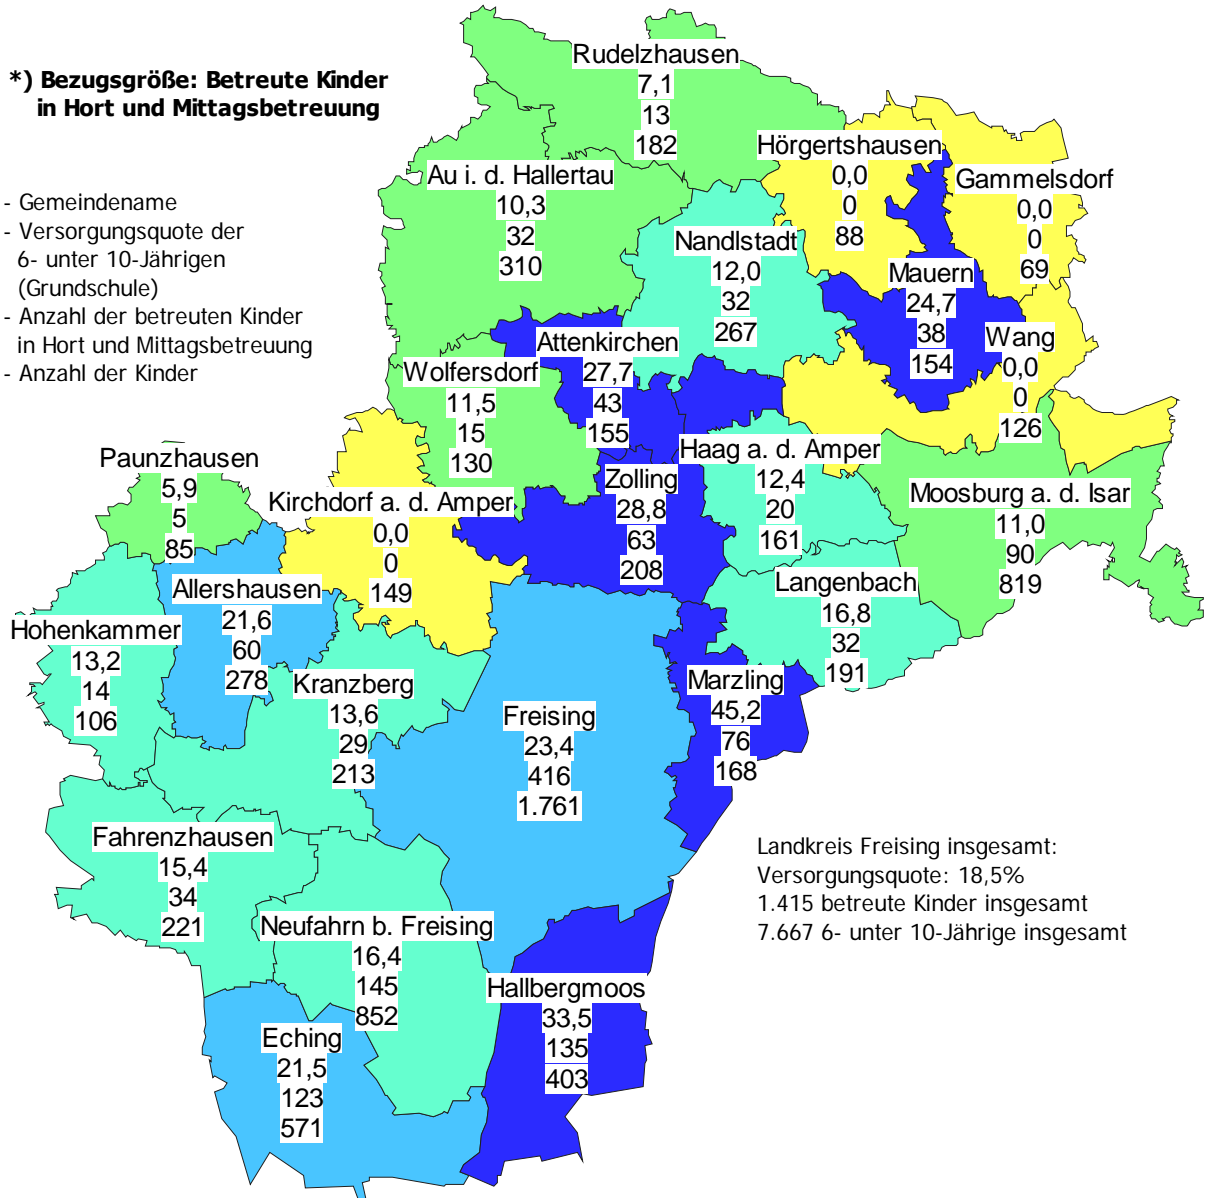 *) Bezugsgröße: Betreute Kinder
in Hort und Mittagsbetreuung
- Gemeindename
- Versorgungsquote der
6- unter 10-Jährigen
(Grundschule)
- Anzahl der betreuten Kinder
in Hort und Mittagsbetreuung
- Anzahl der Kinder
Rudelzhausen
7,1
13
182
Hörgertshausen
0,0
0
88
Gammelsdorf
0,0
0
69
Au i. d. Hallertau
10,3
32
310
Nandlstadt
12,0
32
267
Mauern
24,7
38
154
Wang
0,0
0
126
Attenkirchen
27,7
43
155
Wolfersdorf
11,5
15
130
Haag a. d. Amper
12,4
20
161
Zolling
28,8
63
208
Moosburg a. d. Isar
11,0
90
819
Paunzhausen
5,9
5
85
Kirchdorf a. d. Amper
0,0
0
149
Allershausen
21,6
60
278
Langenbach
16,8
32
191
Hohenkammer
13,2
14
106
Kranzberg
13,6
29
213
Marzling
45,2
76
168
Freising
23,4
416
1.761
Fahrenzhausen
15,4
34
221
Neufahrn b. Freising
16,4
145
852
Hallbergmoos
33,5
135
403
Eching
21,5
123
571
Landkreis Freising insgesamt:
Versorgungsquote: 18,5%
1.415 betreute Kinder insgesamt
7.667 6- unter 10-Jährige insgesamt